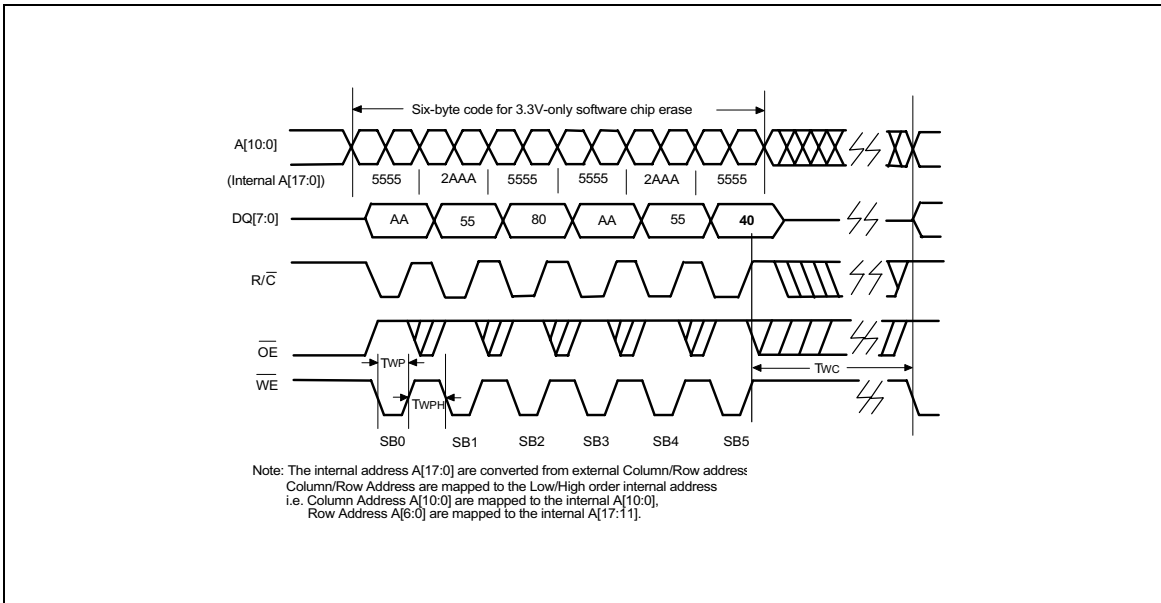 Six-byte code for 3.3V-only software chip erase
A[10:0]
(Internal A[17:0]) 5555 2AAA 5555 5555 2AAA 5555
DQ[7:0] AA 55 80 AA 55 40
R/C̅
O̅E̅
TWP TWC
W̅E̅
TWPH
SB0 SB1 SB2 SB3 SB4 SB5
Note: The internal address A[17:0] are converted from external Column/Row address
Column/Row Address are mapped to the Low/High order internal address
i.e. Column Address A[10:0] are mapped to the internal A[10:0],
Row Address A[6:0] are mapped to the internal A[17:11].